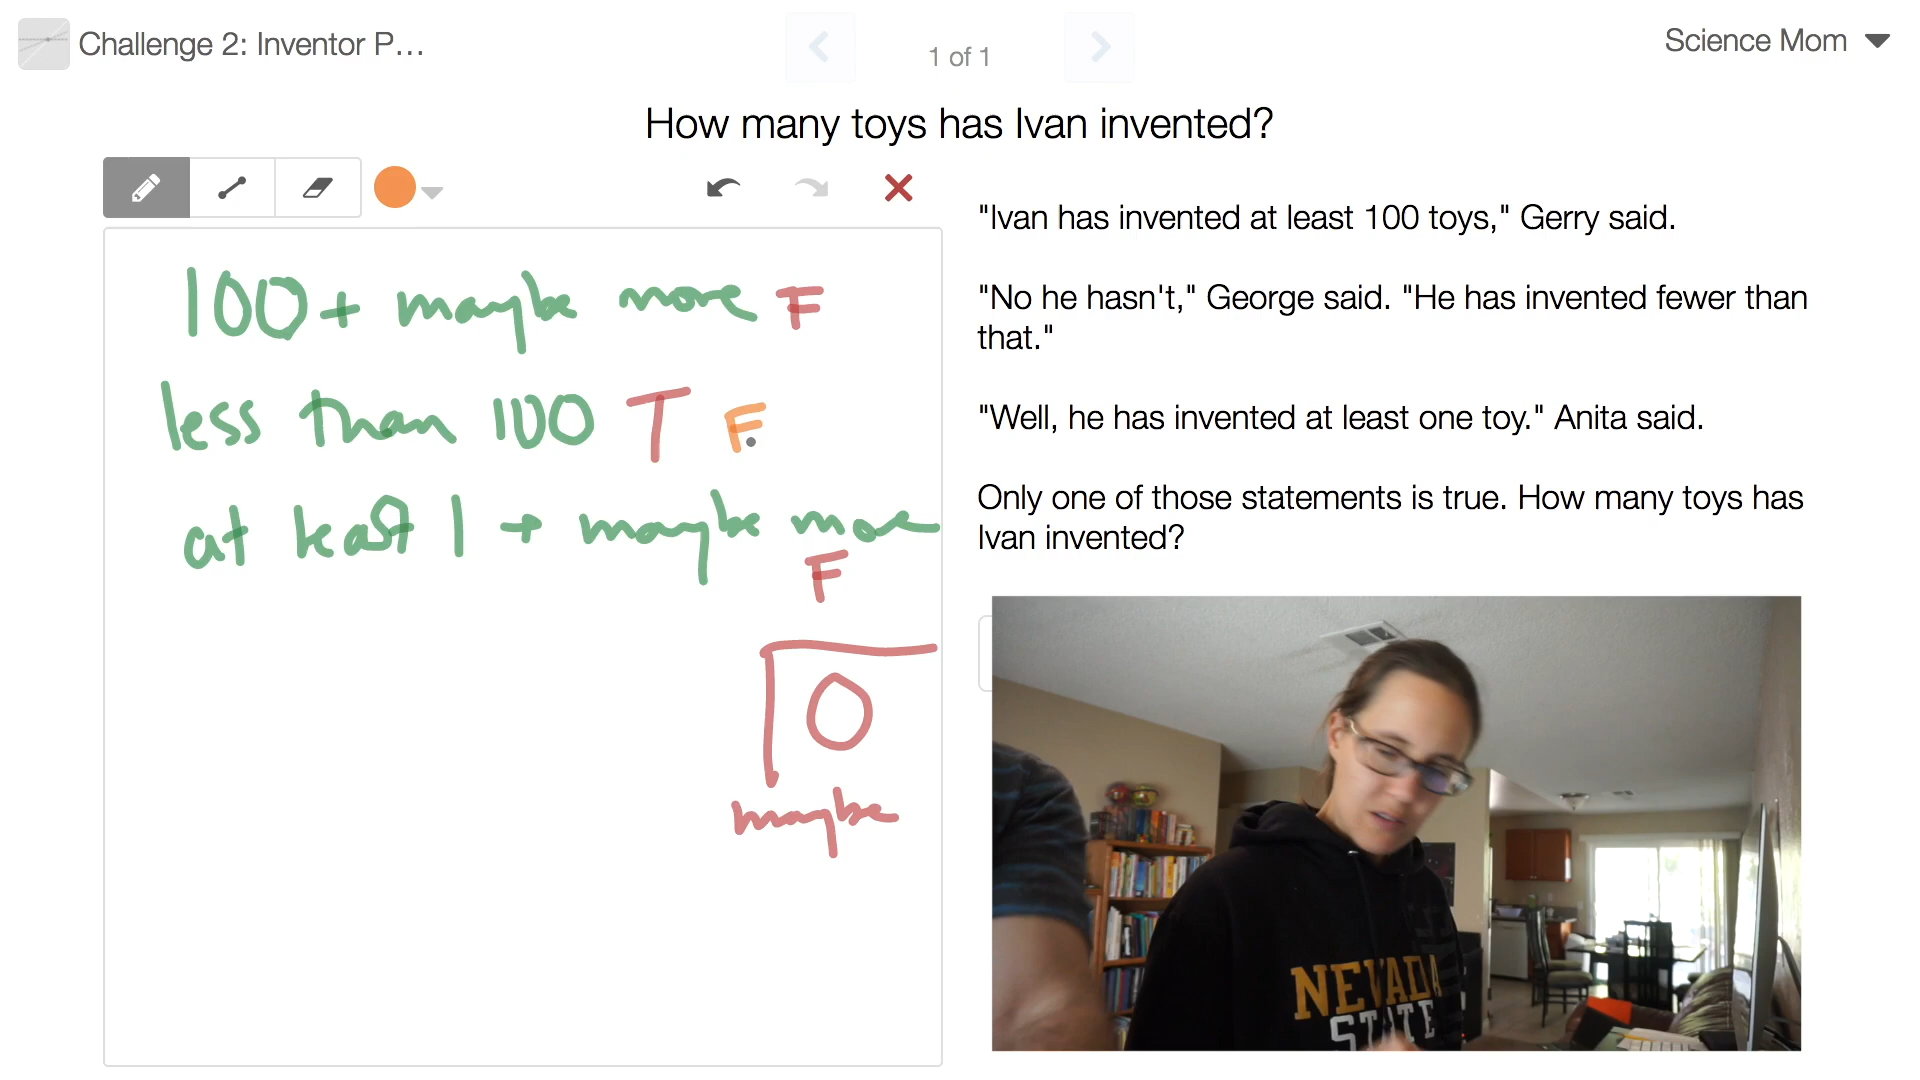 Challenge 2: Inventor P...
1 of 1
Science Mom
How many toys has Ivan invented?
100+ maybe more F
less than 100 T F
at least 1 + maybe more
F
0
maybe
"Ivan has invented at least 100 toys," Gerry said.
"No he hasn't," George said. "He has invented fewer than
that."
"Well, he has invented at least one toy." Anita said.
Only one of those statements is true. How many toys has
Ivan invented?
NEVADA
STATE